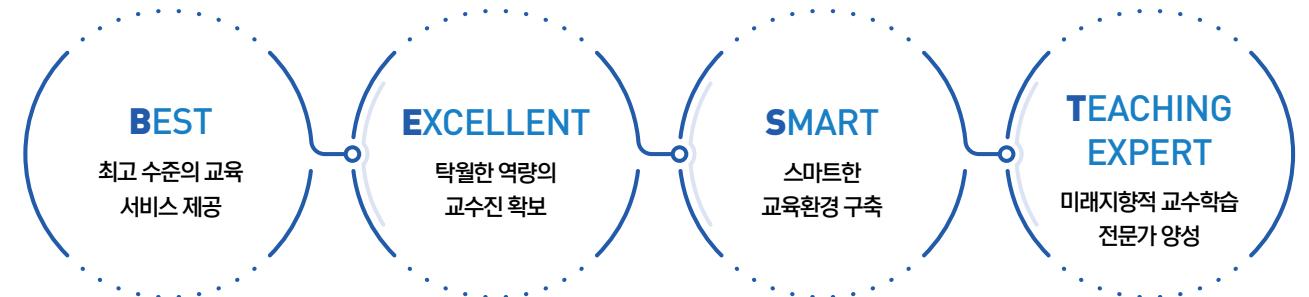 BEST
최고 수준의 교육
서비스 제공
EXCELLENT
탁월한 역량의
교수진 확보
SMART
스마트한
교육환경 구축
TEACHING
EXPERT
미래지향적 교수학습
전문가 양성